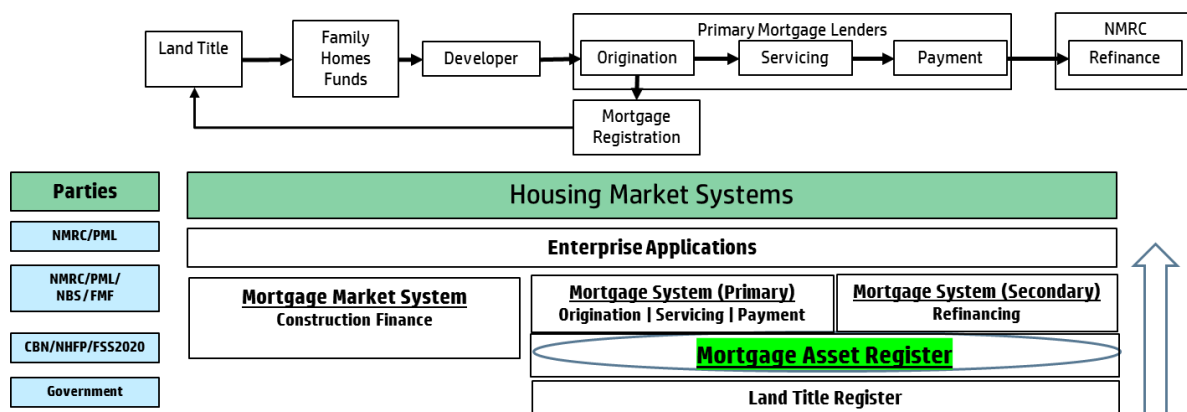 Primary Mortgage Lenders
NMRC
Land Title
Family
Homes
Funds
Developer
Origination
Servicing
Payment
Refinance
Mortgage
Registration
Parties
Housing Market Systems
NMRC/PML
Enterprise Applications
NMRC/PML/
NBS/FMF
Mortgage Market System
Construction Finance
Mortgage System (Primary)
Origination | Servicing | Payment
Mortgage System (Secondary)
Refinancing
CBN/NHFP/FSS2020
Mortgage Asset Register
Government
Land Title Register